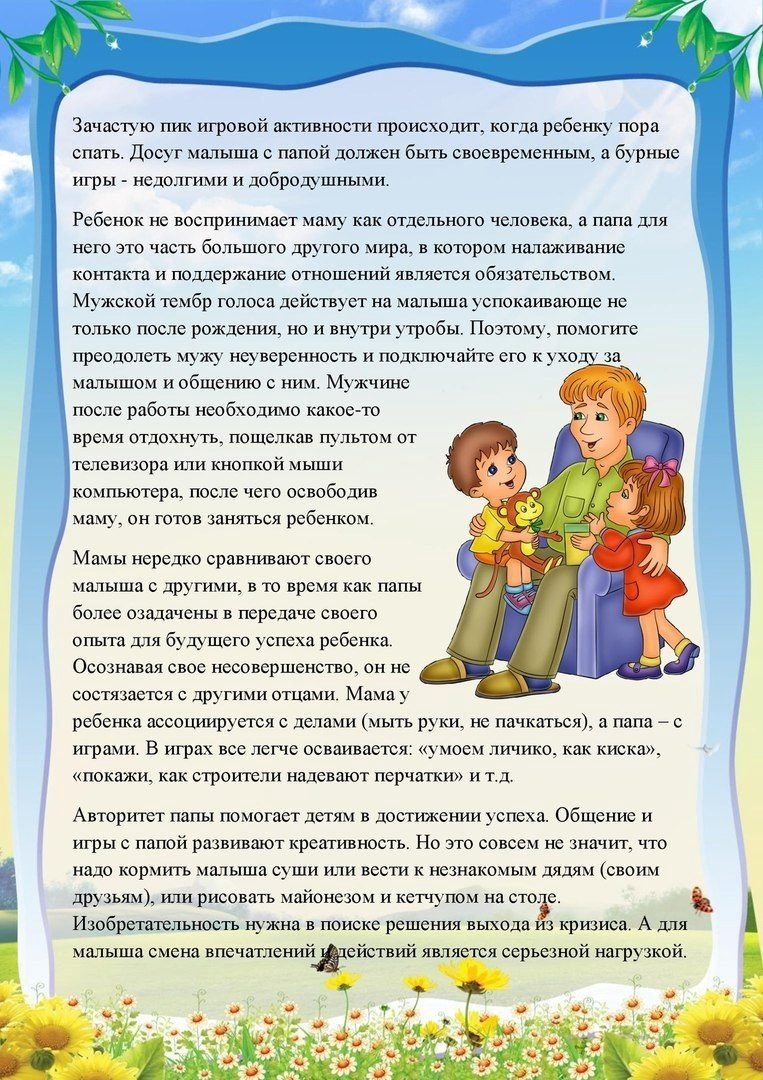 Зачастую пик игровой активности происходит, когда ребенку пора
спать. Досуг малыша с папой должен быть своевременным, а бурные
игры - недолгими и добродушными.
Ребенок не воспринимает маму как отдельного человека, а папа для
него это часть большого другого мира, в котором налаживание
контакта и поддержание отношений является обязательством.
Мужской тембр голоса действует на малыша успокаивающе не
только после рождения, но и внутри утробы. Поэтому, помогите
преодолеть мужу неуверенность и подключайте его к уходу за
малышом и общению с ним. Мужчине
после работы необходимо какое-то
время отдохнуть, пощелкав пультом от
телевизора или кнопкой мыши
компьютера, после чего освободив
маму, он готов заняться ребенком.
Мамы нередко сравнивают своего
малыша с другими, в то время как папы
более озадачены в передаче своего
опыта для будущего успеха ребенка.
Осознавая свое несовершенство, он не
состязается с другими отцами. Мама у
ребенка ассоциируется с делами (мыть руки, не пачкаться), а папа – с
играми. В играх все легче осваивается: «умоем личико, как киска»,
«покажи, как строители надевают перчатки» и т.д.
Авторитет папы помогает детям в достижении успеха. Общение и
игры с папой развивают креативность. Но это совсем не значит, что
надо кормить малыша суши или вести к незнакомым дядям (своим
друзьям), или рисовать майонезом и кетчупом на столе.
Изобретательность нужна в поиске решения выхода из кризиса. А для
малыша смена впечатлений и действий является серьезной нагрузкой.